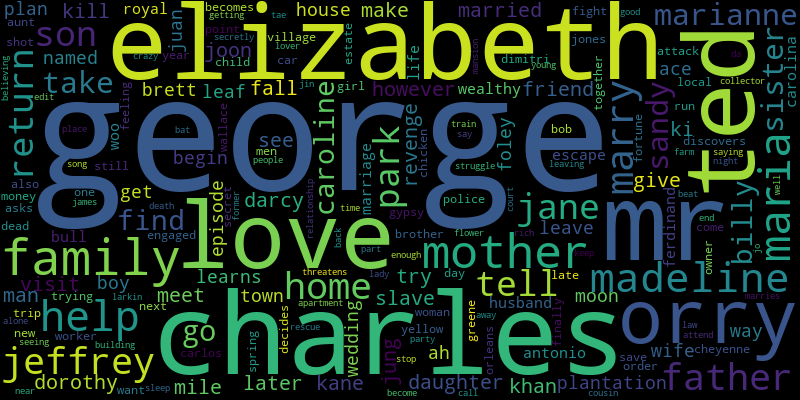 plan kill royal becomes getting tae house make married fight good marianne
aunt shot son crazy secretly lover juan point year village car child estate plan jones attack
named joon girl life dimitri young together ace mansion da collector local carolina
believing take brett leaf fall however wealthy friend
elizabeth
ted
return edit feeling woo jin caroline park revenge foley marry sandy sister
george
place bat wallace see men people train say chicken bob escape fortune run discovers saying night farm
song still begin marriage struggle leaving ki give maria
also one get secret darcy police court beat well
money asks james death episode former relationship time gypsy flower rich ferdinand billy end come owner jo
dead find engaged love brother jane leave mr keep
bull back part enough mother late
family visit learns home threatens lady try day tell madeline marries
man trying boy meet town apartment slave husband moon
trip next larkin decides wedding woman orleans antonio orry law attend way
new help go carlos rescue yellow party away greene finally save wife cheyenne
alone seeing worker building charles spring stop ah order
jeffrey dorothy near want sleep mile later kane jung become daughter call khan plantation cousin father